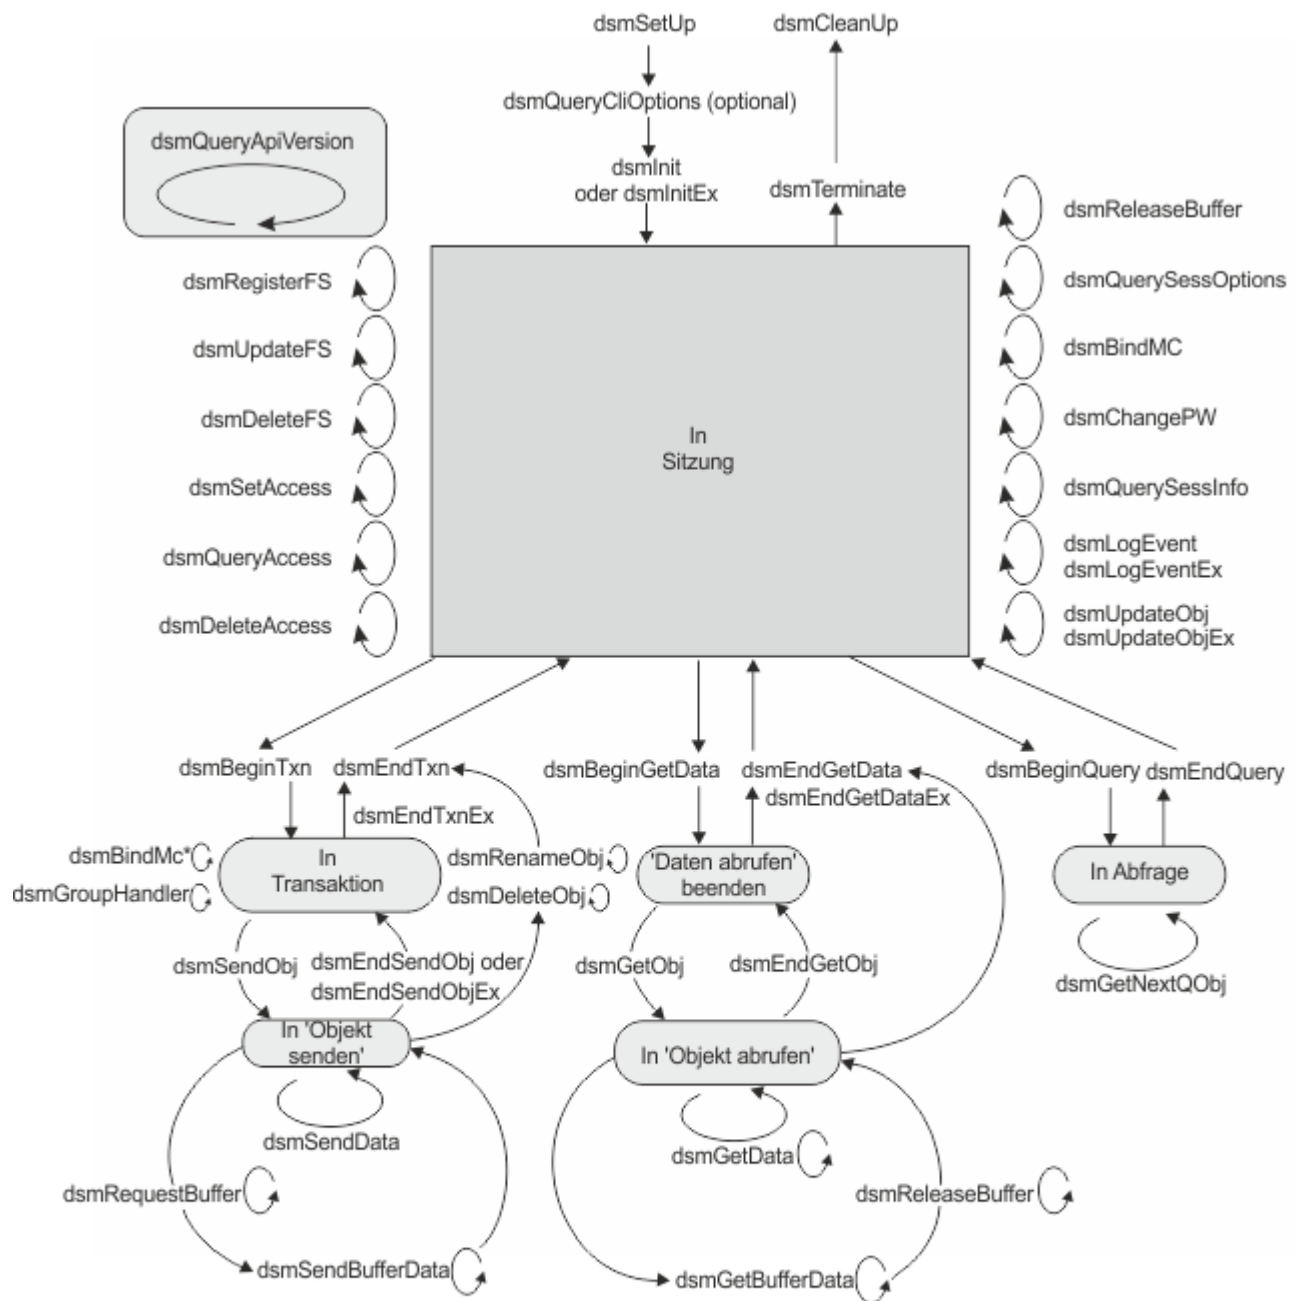 dsmSetUp
dsmCleanUp
dsmQueryCliOptions (optional)
dsmQueryApiVersion
dsmInit
oder dsmInitEx
dsmTerminate
dsmReleaseBuffer
dsmRegisterFS
dsmQuerySessOptions
dsmUpdateFS
dsmBindMC
dsmDeleteFS
dsmChangePW
In
Sitzung
dsmSetAccess
dsmQuerySessInfo
dsmQueryAccess
dsmLogEvent
dsmLogEventEx
dsmDeleteAccess
dsmUpdateObj
dsmUpdateObjEx
dsmBeginTxn
dsmEndTxn
dsmBeginGetData
dsmEndGetData
dsmBeginQuery
dsmEndQuery
dsmEndTxnEx
dsmEndGetDataEx
dsmBindMc*
In
Transaktion
dsmRenameObj
'Daten abrufen'
beenden
In Abfrage
dsmGroupHandler
dsmDeleteObj
dsmSendObj
dsmEndSendObj oder
dsmEndSendObjEx
dsmGetObj
dsmEndGetObj
dsmGetNextQObj
In 'Objekt
senden'
In 'Objekt abrufen'
dsmSendData
dsmGetData
dsmRequestBuffer
dsmReleaseBuffer
dsmSendBufferData
dsmGetBufferData